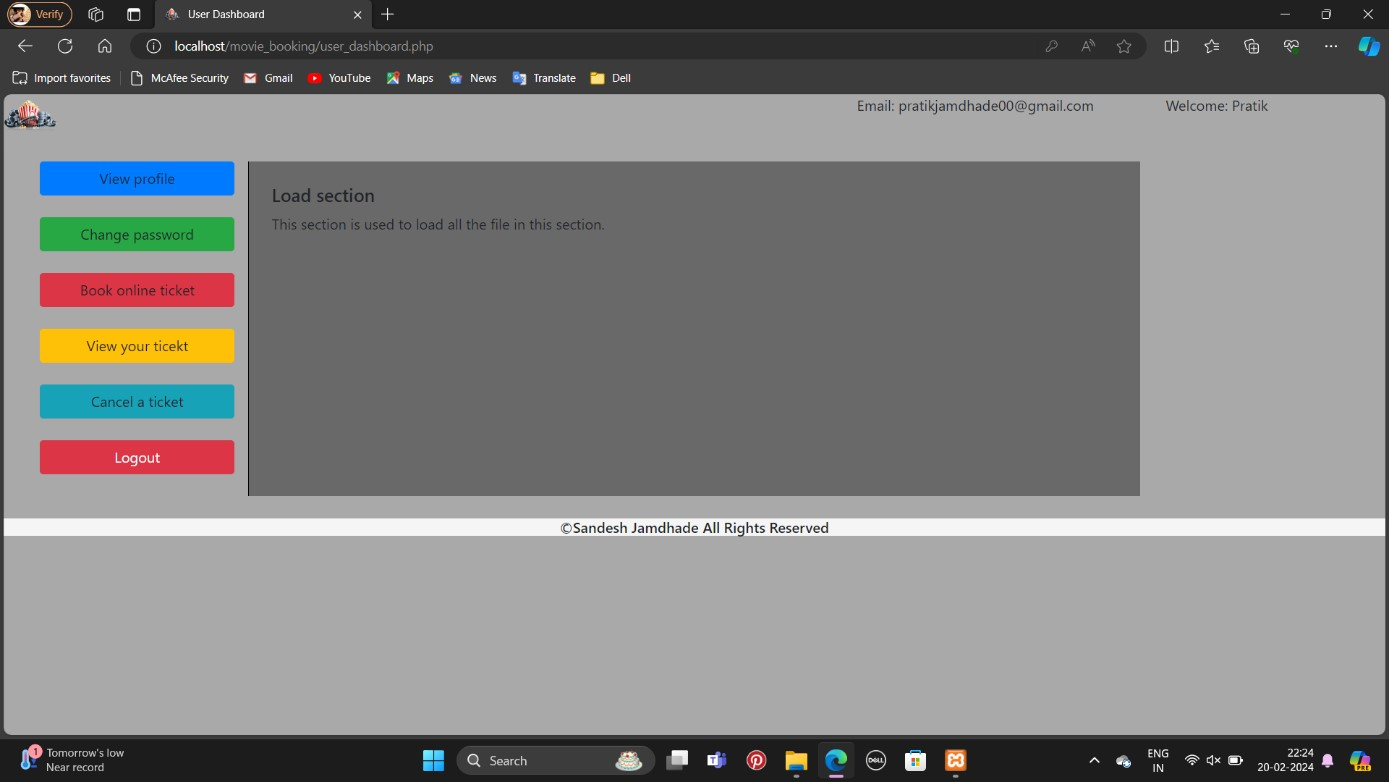 Verify
User Dashboard
localhost/movie_booking/user_dashboard.php
Import favorites
McAfee Security
Gmail
YouTube
Maps
News
Translate
Dell
Email: pratikjamdhade00@gmail.com
Welcome: Pratik
View profile
Change password
Book online ticket
View your ticekt
Cancel a ticket
Logout
Load section
This section is used to load all the file in this section.
©Sandesh Jamdhade All Rights Reserved
1
Tomorrow's low
Near record
Search
DELL
PRE
ENG
IN
22:24
20-02-2024